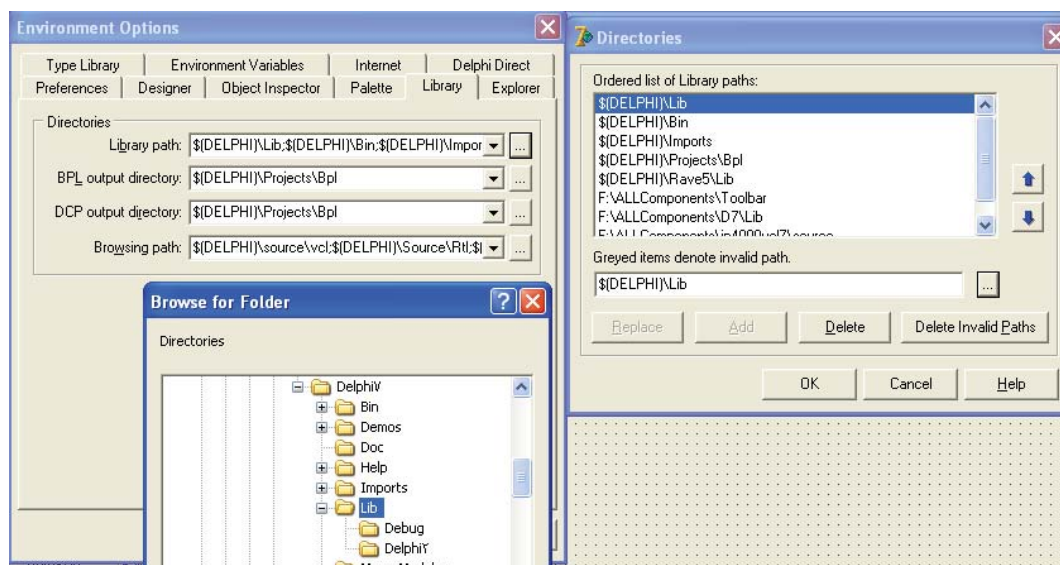 Environment Options
Type Library Environment Variables Internet Delphi Direct
Preferences Designer Object Inspector Palette Library Explorer
Directories
Library path: $(DELPHI)\Lib;$(DELPHI)\Bin;$(DELPHI)\Impor ...
BPL output directory: $(DELPHI)\Projects\Bpl ...
DCP output directory: $(DELPHI)\Projects\Bpl ...
Browsing path: $(DELPHI)\source\vcl;$(DELPHI)\Source\Rtl;$( ...
Browse for Folder
Directories
Delphi7
Bin
Demos
Doc
Help
Imports
Lib
Debug
DelphiY
Directories
Ordered list of Library paths:
$(DELPHI)\Lib
$(DELPHI)\Bin
$(DELPHI)\Imports
$(DELPHI)\Projects\Bpl
$(DELPHI)\Rave5\Lib
F:\ALLComponents\Toolbar
F:\ALLComponents\D7\Lib
F:\ALLComponents\ip4000vcl7\source
Greyed items denote invalid path.
$(DELPHI)\Lib ...
Replace Add Delete Delete Invalid Paths
OK Cancel Help